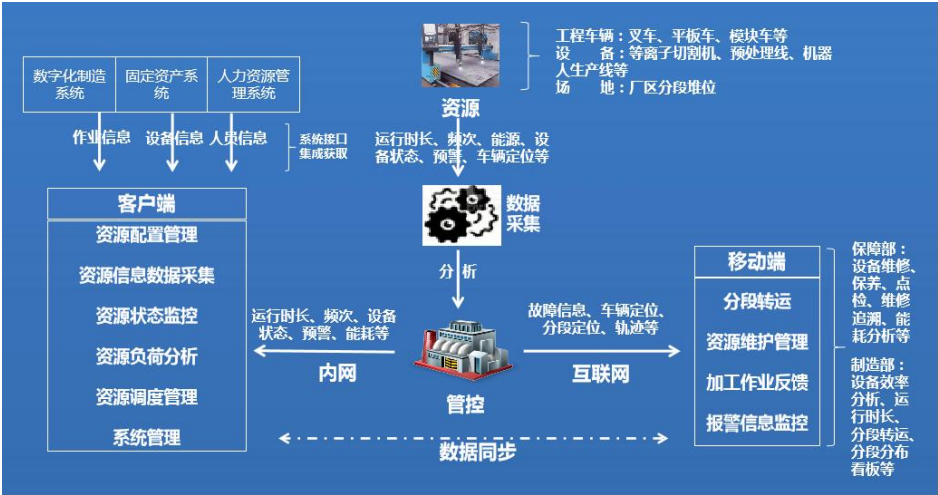 工程车辆：叉车、平板车、模块车等
设　　备：等离子切割机、预处理线、机器
人生产线等
场　　地：厂区分段堆位
资源
数字化制造
系统
固定资产系
统
人力资源管
理系统
作业信息
设备信息
人员信息
系统接口
集成获取
运行时长、频次、能源、设
备状态、预警、车辆定位等
数据
采集
分 析
客户端
资源配置管理
资源信息数据采集
资源状态监控
资源负荷分析
资源调度管理
系统管理
运行时长、频次、设备
状态、预警、能耗等
内网
管控
故障信息、车辆定位、
分段定位、轨迹等
互联网
数据同步
移动端
分段转运
资源维护管理
加工作业反馈
报警信息监控
保障部：
设备维修、
保养、点
检、维修
追溯、能
耗分析等
制造部：
设备效率
分析、运
行时长、
分段转运、
分段分布
看板等